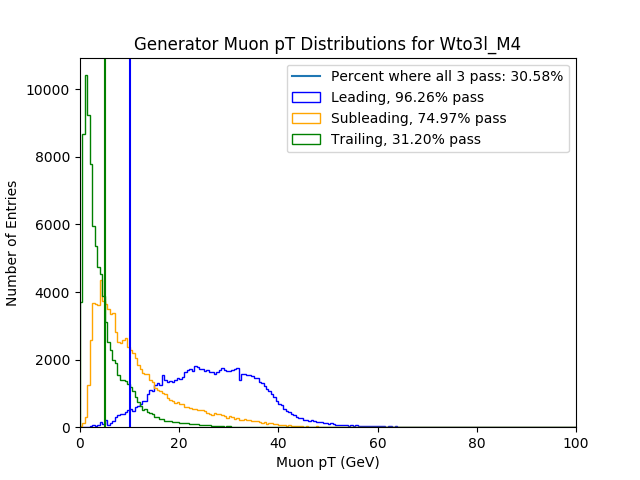 Generator Muon pT Distributions for Wto3l_M4
Percent where all 3 pass: 30.58%
Leading, 96.26% pass
Subleading, 74.97% pass
Trailing, 31.20% pass
10000
8000
6000
4000
2000
0
Number of Entries
0 20 40 60 80 100
Muon pT (GeV)